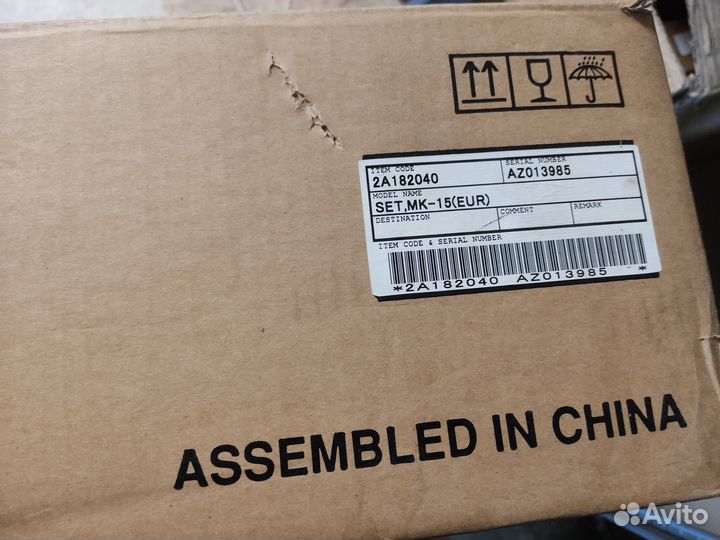 ITEM CODE SERIAL NUMBER
2A182040 AZ013985
MODEL NAME
SET,MK-15(EUR)
DESTINATION COMMENT REMARK
ITEM CODE & SERIAL NUMBER
*2A182040 AZ013985 *
ASSEMBLED IN CHINA
Avito